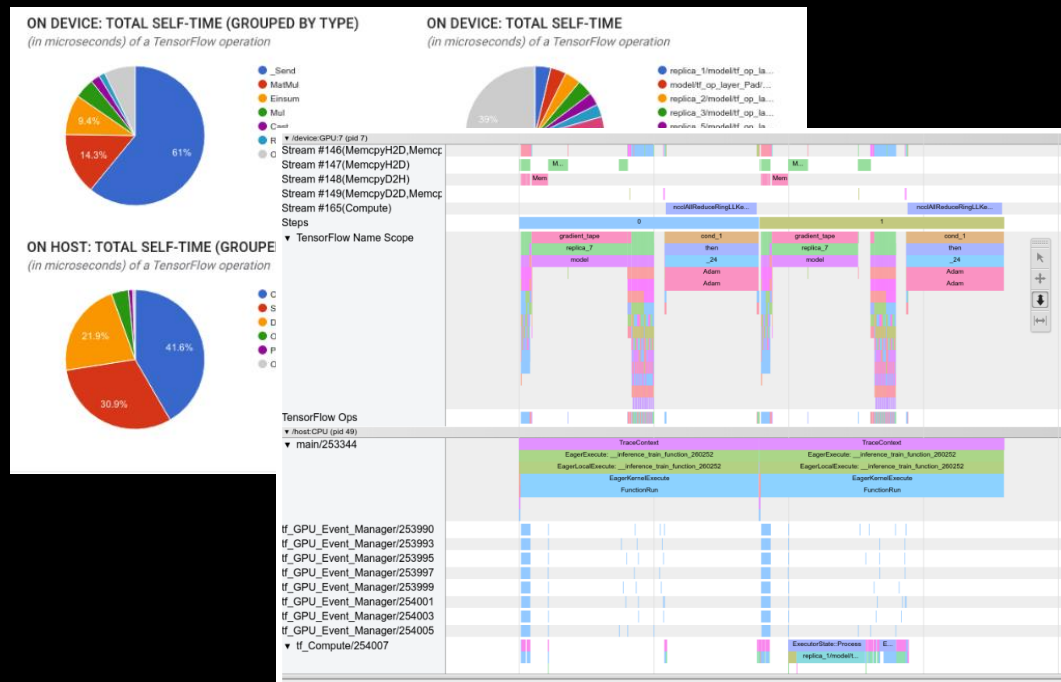 ON DEVICE: TOTAL SELF-TIME (GROUPED BY TYPE)
(in microseconds) of a TensorFlow operation
_Send
MatMul
Einsum
Mul
Cast
R
O
61%
14.3%
9.4%
ON DEVICE: TOTAL SELF-TIME
(in microseconds) of a TensorFlow operation
replica_1/model/tf_op_la...
model/tf_op_layer_Pad/...
replica_2/model/tf_op_la...
replica_3/model/tf_op_la...
replica_5/model/tf_op_la...
39%
ON HOST: TOTAL SELF-TIME (GROUPE
(in microseconds) of a TensorFlow operation
C
S
D
O
P
O
41.6%
30.9%
21.9%
▼ /device:GPU:7 (pid 7)
Stream #146(MemcpyH2D,Memcp
Stream #147(MemcpyH2D)
M...
M...
Stream #148(MemcpyD2H)
Mem
Mem
Stream #149(MemcpyD2D,Memcp
Stream #165(Compute)
ncclAllReduceRingLLKe...
ncclAllReduceRingLLKe...
Steps
0
1
▼ TensorFlow Name Scope
gradient_tape
cond_1
gradient_tape
cond_1
replica_7
then
replica_7
then
model
_24
model
_24
Adam
Adam
Adam
Adam
TensorFlow Ops
▼ /host:CPU (pid 49)
▼ main/253344
TraceContext
TraceContext
EagerExecute: __inference_train_function_260252
EagerExecute: __inference_train_function_260252
EagerLocalExecute: __inference_train_function_260252
EagerLocalExecute: __inference_train_function_260252
EagerKernelExecute
EagerKernelExecute
FunctionRun
FunctionRun
tf_GPU_Event_Manager/253990
tf_GPU_Event_Manager/253993
tf_GPU_Event_Manager/253995
tf_GPU_Event_Manager/253997
tf_GPU_Event_Manager/253999
tf_GPU_Event_Manager/254001
tf_GPU_Event_Manager/254003
tf_GPU_Event_Manager/254005
▼ tf_Compute/254007
ExecutorState::Process
E...
replica_1/model/t...